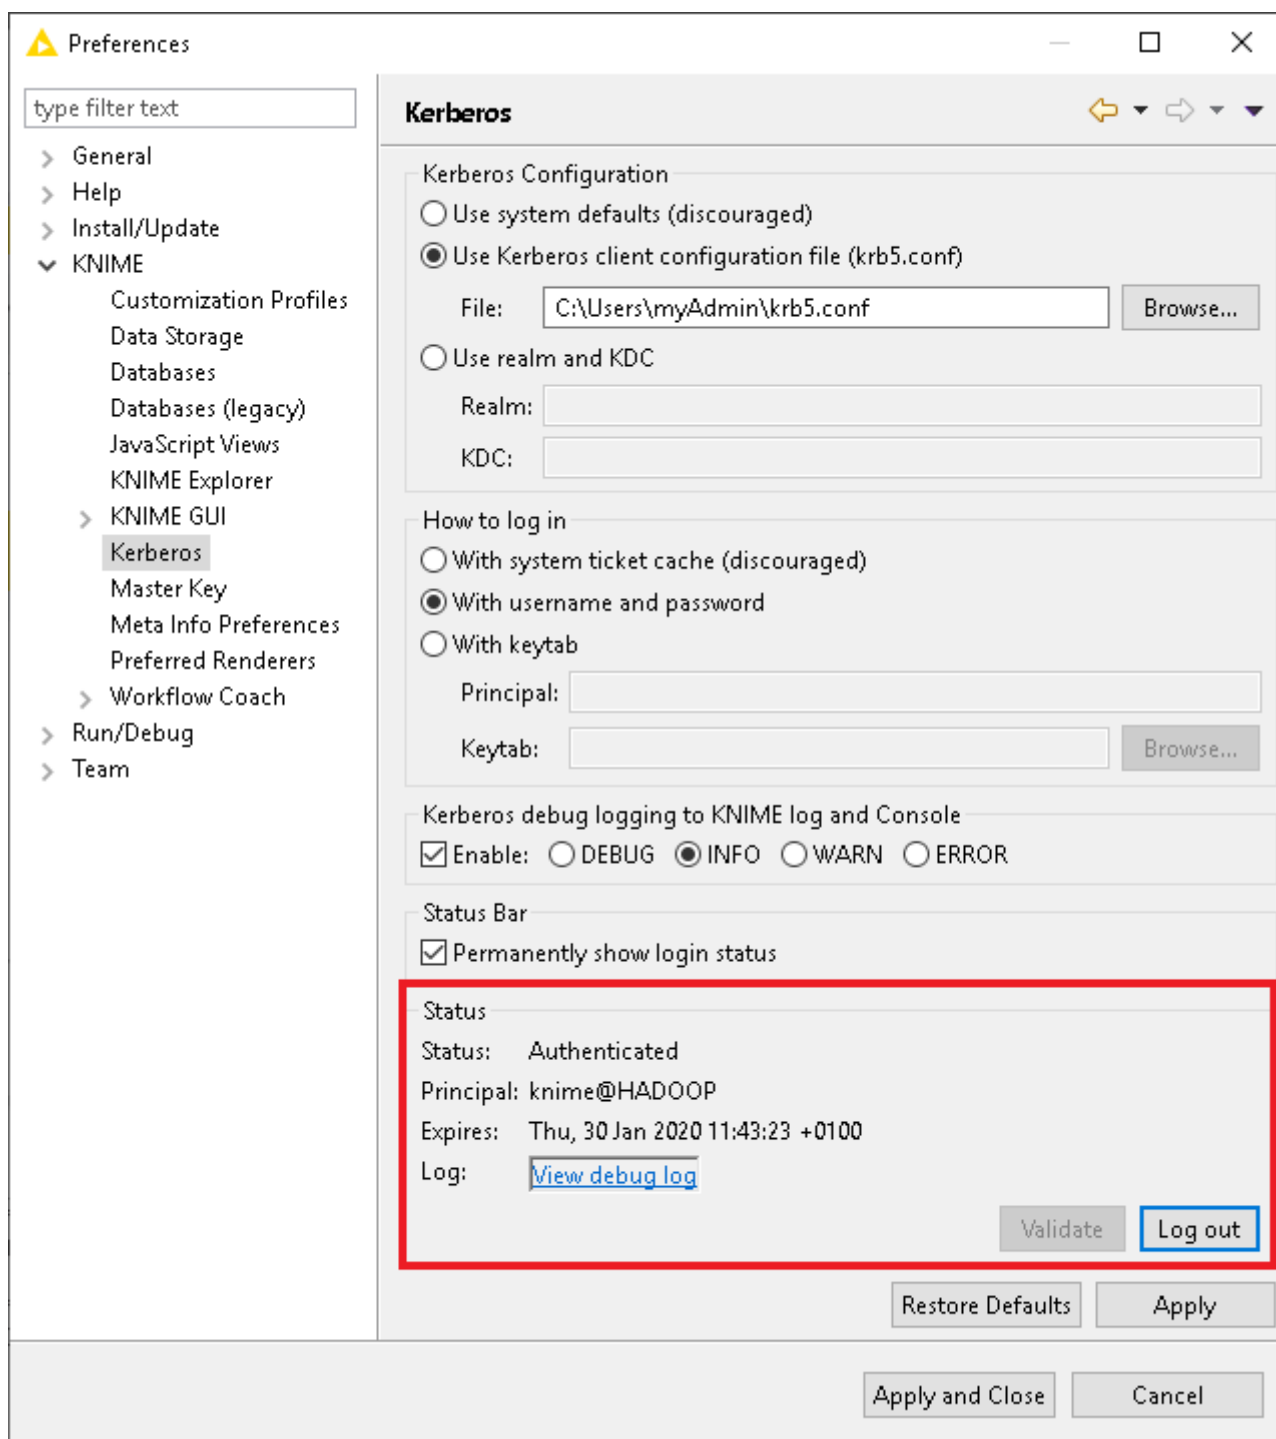 Preferences
type filter text
General
Help
Install/Update
KNIME
Customization Profiles
Data Storage
Databases
Databases (legacy)
JavaScript Views
KNIME Explorer
KNIME GUI
Kerberos
Master Key
Meta Info Preferences
Preferred Renderers
Workflow Coach
Run/Debug
Team
Kerberos
Kerberos Configuration
Use system defaults (discouraged)
Use Kerberos client configuration file (krb5.conf)
File: C:\Users\myAdmin\krb5.conf Browse...
Use realm and KDC
Realm:
KDC:
How to log in
With system ticket cache (discouraged)
With username and password
With keytab
Principal:
Keytab: Browse...
Kerberos debug logging to KNIME log and Console
Enable: DEBUG INFO WARN ERROR
Status Bar
Permanently show login status
Status
Status: Authenticated
Principal: knime@HADOOP
Expires: Thu, 30 Jan 2020 11:43:23 +0100
Log: View debug log
Validate Log out
Restore Defaults Apply
Apply and Close Cancel